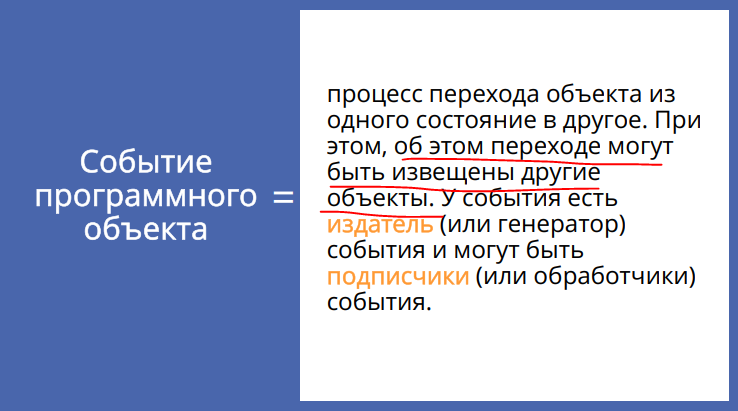 Событие
программного
объекта
=
процесс перехода объекта из
одного состояние в другое. При
этом, об этом переходе могут
быть извещены другие
объекты. У события есть
издатель (или генератор)
события и могут быть
подписчики (или обработчики)
события.